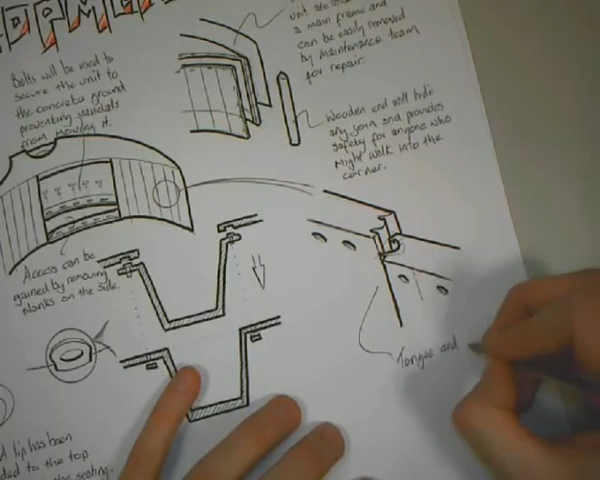 a main frame and
can be easily removed
by Maintenance team
for repair.
Bolts will be used to
secure the unit to
the concrete ground
preventing vandals
from moving it.
Wooden end will hide
any join and provides
safety for anyone who
Might walk into the
corner.
Access can be
gained by removing
planks on the side.
Tongue and
lip has been
to the top
the seating.